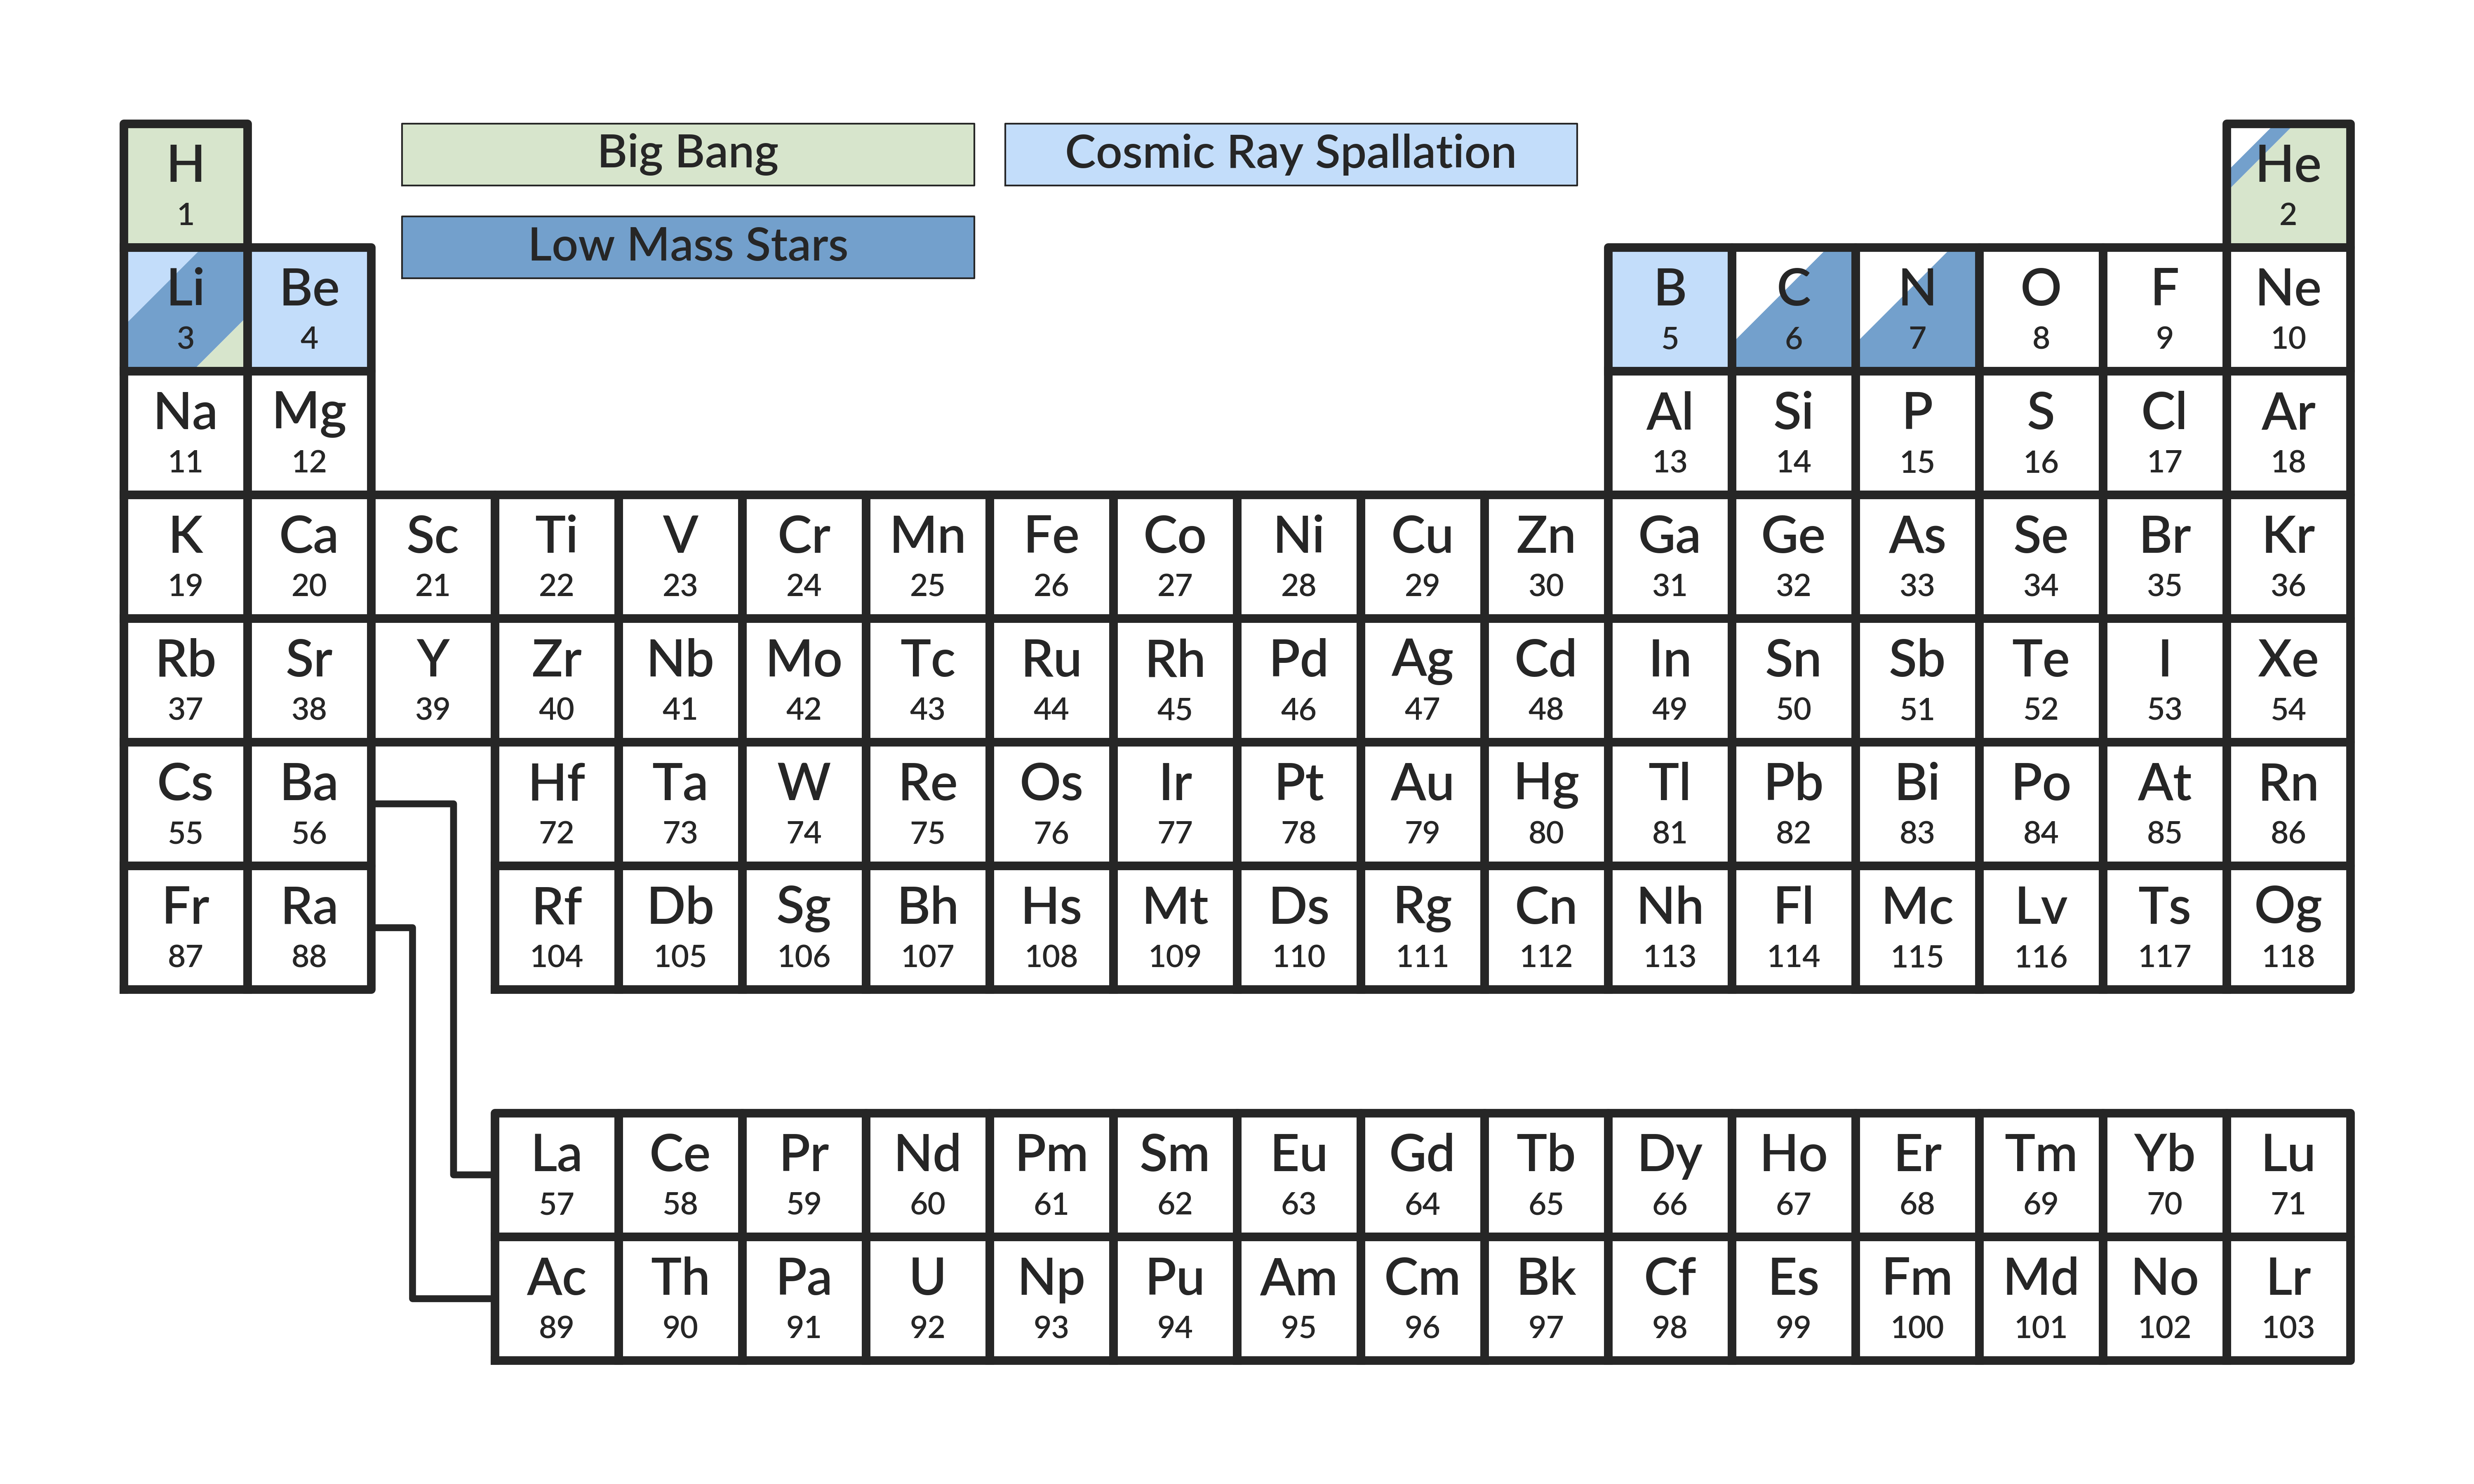 Big Bang Cosmic Ray Spallation
H He
1 2
Low Mass Stars
Li Be B C N O F Ne
3 4 5 6 7 8 9 10
Na Mg Al Si P S Cl Ar
11 12 13 14 15 16 17 18
K Ca Sc Ti V Cr Mn Fe Co Ni Cu Zn Ga Ge As Se Br Kr
19 20 21 22 23 24 25 26 27 28 29 30 31 32 33 34 35 36
Rb Sr Y Zr Nb Mo Tc Ru Rh Pd Ag Cd In Sn Sb Te I Xe
37 38 39 40 41 42 43 44 45 46 47 48 49 50 51 52 53 54
Cs Ba Hf Ta W Re Os Ir Pt Au Hg Tl Pb Bi Po At Rn
55 56 72 73 74 75 76 77 78 79 80 81 82 83 84 85 86
Fr Ra Rf Db Sg Bh Hs Mt Ds Rg Cn Nh Fl Mc Lv Ts Og
87 88 104 105 106 107 108 109 110 111 112 113 114 115 116 117 118
La Ce Pr Nd Pm Sm Eu Gd Tb Dy Ho Er Tm Yb Lu
57 58 59 60 61 62 63 64 65 66 67 68 69 70 71
Ac Th Pa U Np Pu Am Cm Bk Cf Es Fm Md No Lr
89 90 91 92 93 94 95 96 97 98 99 100 101 102 103